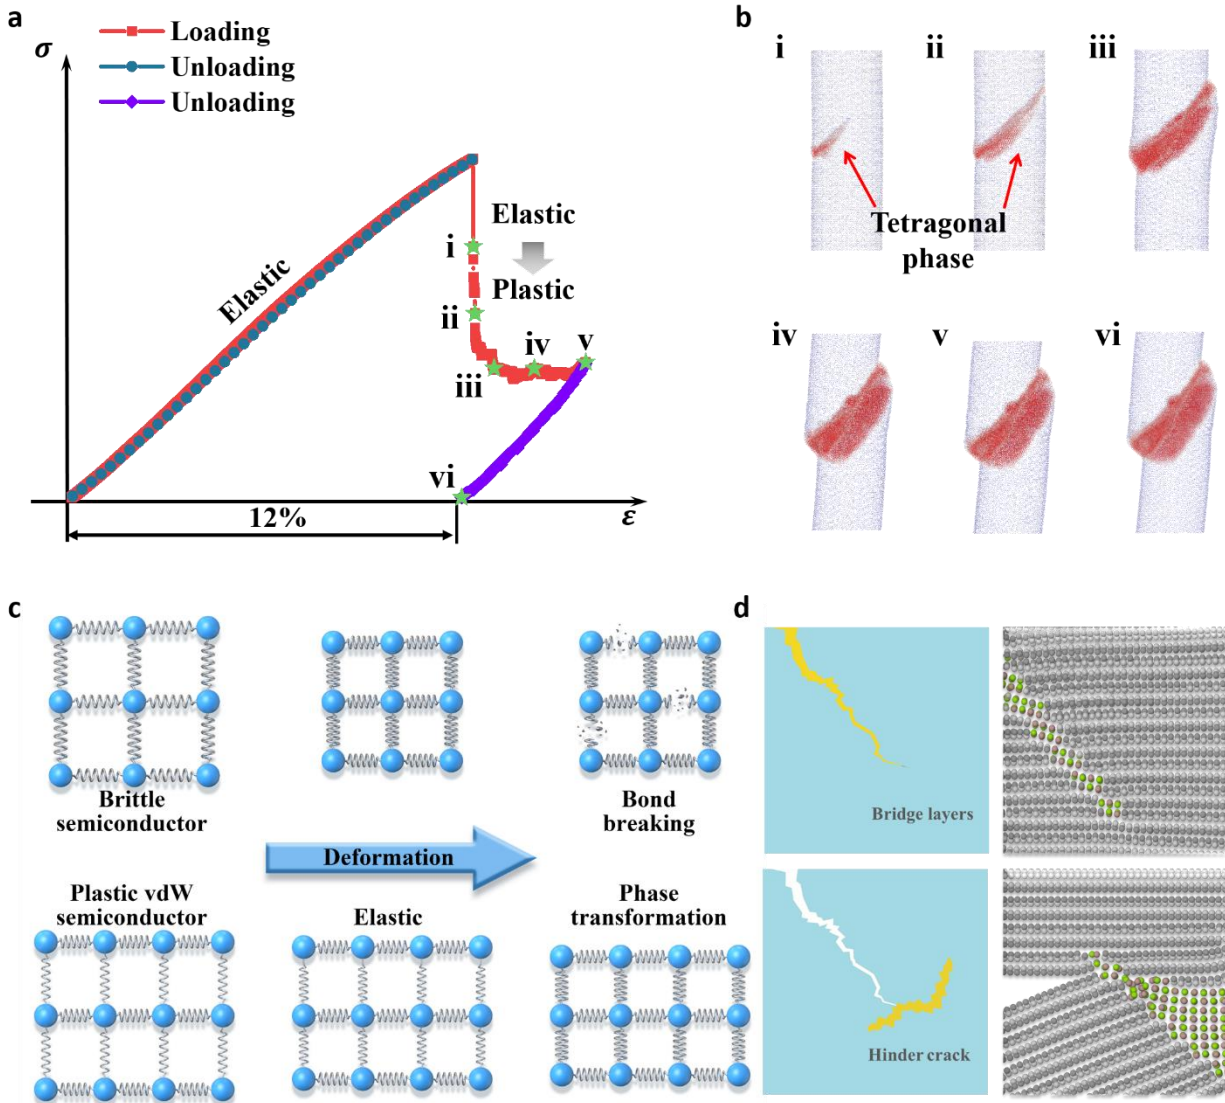 a
σ
Loading
Unloading
Unloading
Elastic
Elastic
Plastic
i
ii
iii
iv
v
vi
12%
ε
b
i
ii
iii
Tetragonal
phase
iv
v
vi
c
Brittle
semiconductor
Bond
breaking
Deformation
Plastic vdW
semiconductor
Elastic
Phase
transformation
d
Bridge layers
Hinder crack